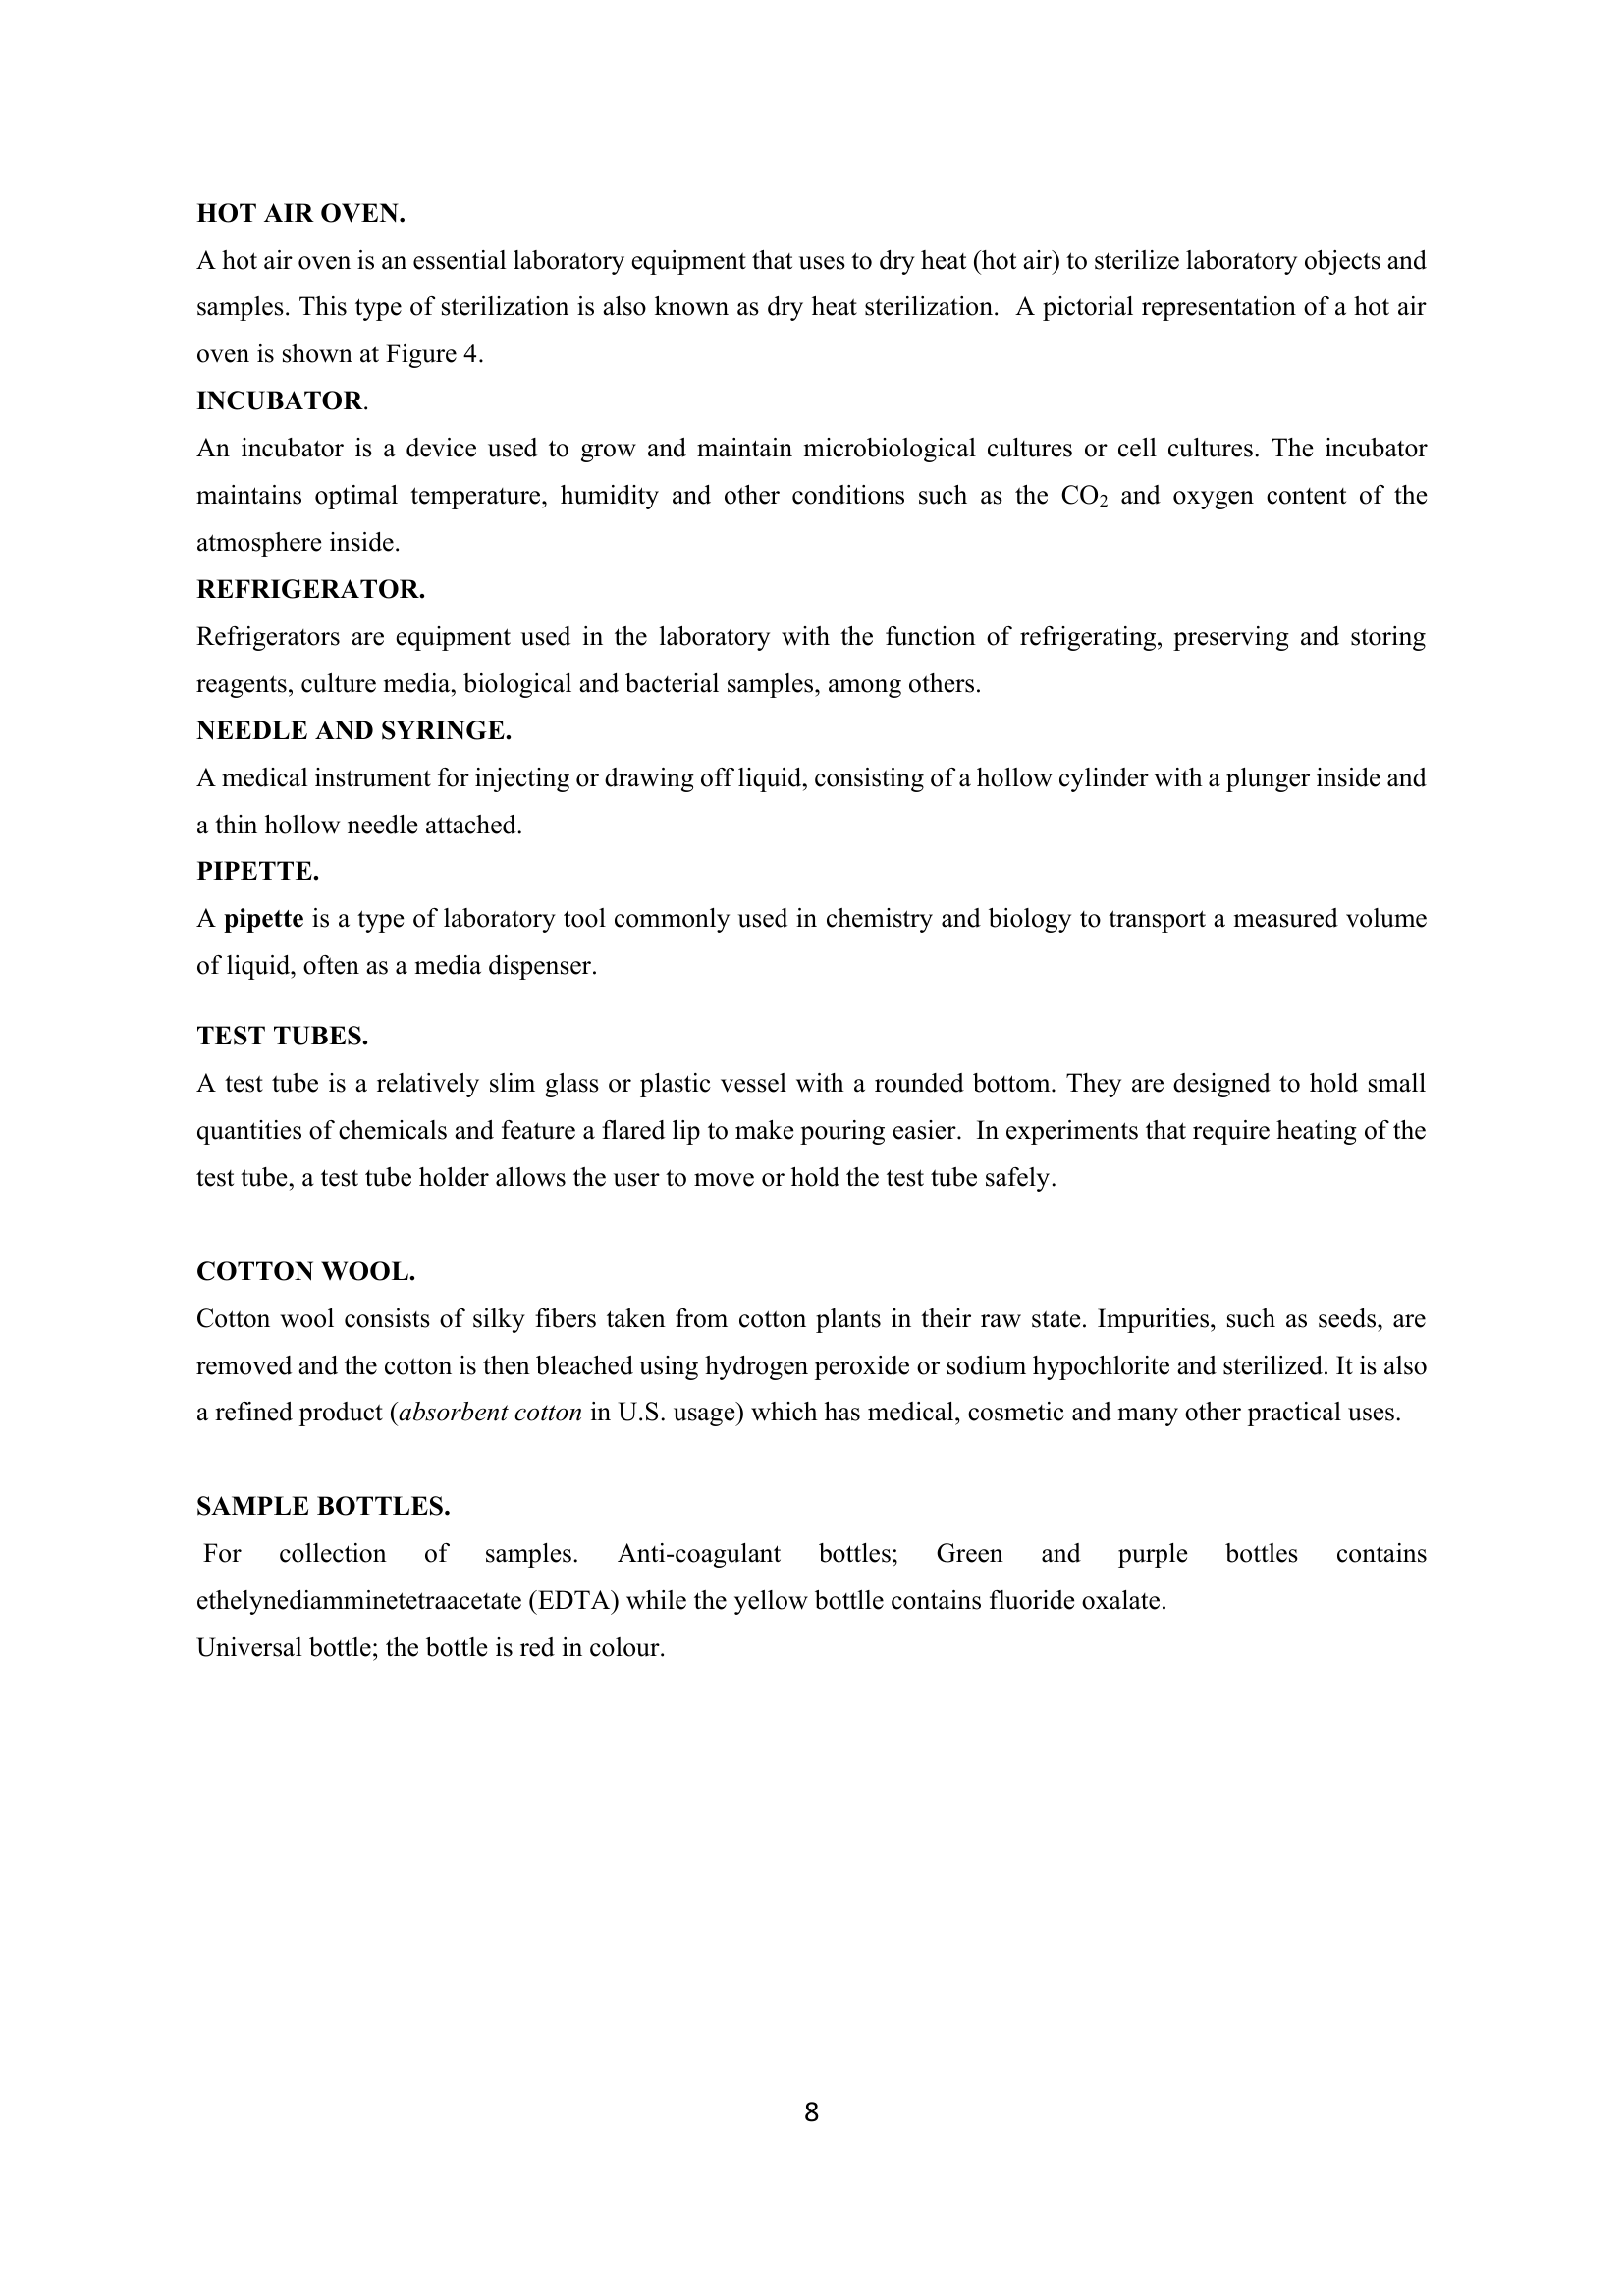 HOT AIR OVEN.
A hot air oven is an essential laboratory equipment that uses to dry heat (hot air) to sterilize laboratory objects and
samples. This type of sterilization is also known as dry heat sterilization.  A pictorial representation of a hot air
oven is shown at Figure 4.
INCUBATOR.
An incubator is a device used to grow and maintain microbiological cultures or cell cultures. The incubator
maintains optimal temperature, humidity and other conditions such as the CO₂ and oxygen content of the
atmosphere inside.
REFRIGERATOR.
Refrigerators are equipment used in the laboratory with the function of refrigerating, preserving and storing
reagents, culture media, biological and bacterial samples, among others.
NEEDLE AND SYRINGE.
A medical instrument for injecting or drawing off liquid, consisting of a hollow cylinder with a plunger inside and
a thin hollow needle attached.
PIPETTE.
A pipette is a type of laboratory tool commonly used in chemistry and biology to transport a measured volume
of liquid, often as a media dispenser.
TEST TUBES.
A test tube is a relatively slim glass or plastic vessel with a rounded bottom. They are designed to hold small
quantities of chemicals and feature a flared lip to make pouring easier.  In experiments that require heating of the
test tube, a test tube holder allows the user to move or hold the test tube safely.
COTTON WOOL.
Cotton wool consists of silky fibers taken from cotton plants in their raw state. Impurities, such as seeds, are
removed and the cotton is then bleached using hydrogen peroxide or sodium hypochlorite and sterilized. It is also
a refined product (absorbent cotton in U.S. usage) which has medical, cosmetic and many other practical uses.
SAMPLE BOTTLES.
For collection of samples. Anti-coagulant bottles; Green and purple bottles contains
ethelynediamminetetraacetate (EDTA) while the yellow bottlle contains fluoride oxalate.
Universal bottle; the bottle is red in colour.
8